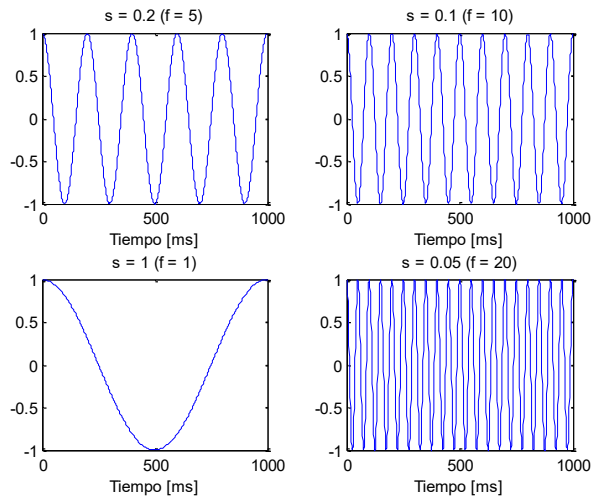 s = 0.2 (f = 5)
1
0.5
0
-0.5
-1
0 500 1000
Tiempo [ms]
s = 0.1 (f = 10)
1
0.5
0
-0.5
-1
0 500 1000
Tiempo [ms]
s = 1 (f = 1)
1
0.5
0
-0.5
-1
0 500 1000
Tiempo [ms]
s = 0.05 (f = 20)
1
0.5
0
-0.5
-1
0 500 1000
Tiempo [ms]